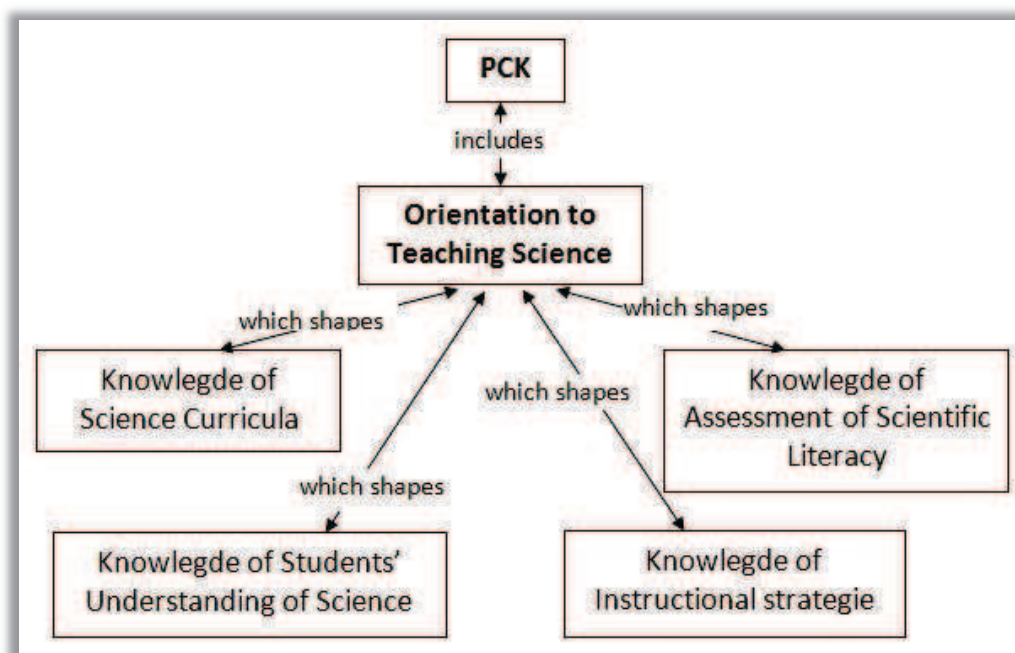 PCK
includes
Orientation to
Teaching Science
which shapes
which shapes
Knowlegde of
Science Curricula
which shapes
Knowlegde of
Assessment of Scientific
Literacy
which shapes
Knowlegde of Students’
Understanding of Science
Knowlegde of
Instructional strategie